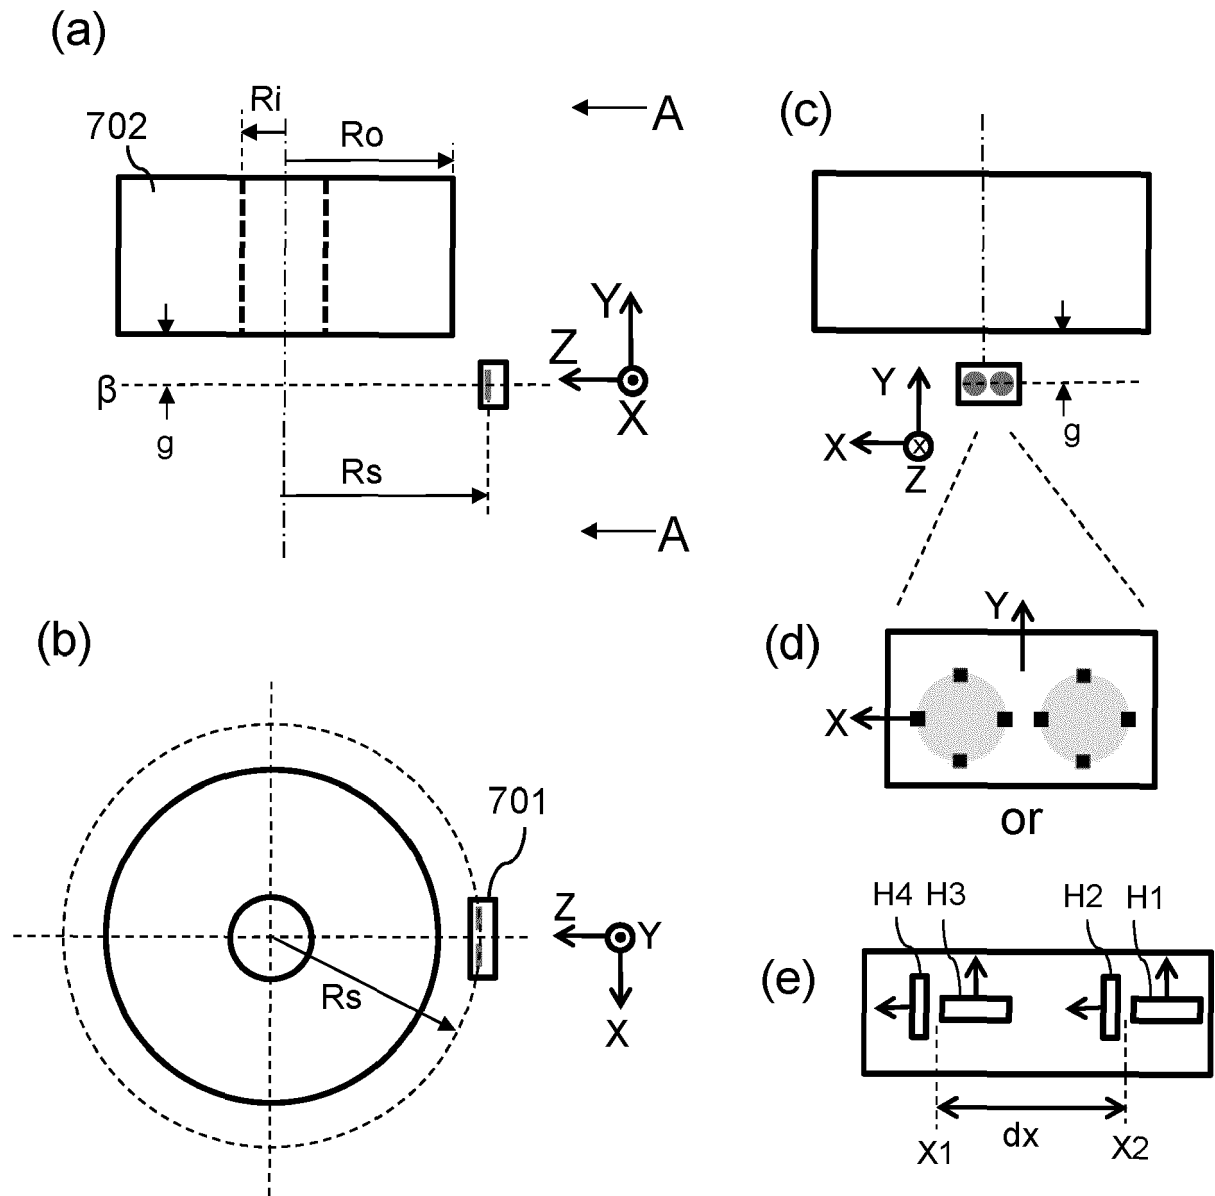 (a)
702
Ri
Ro
A
Y
Z
X
β
g
Rs
A
(b)
701
Z
Y
X
Rs
(c)
Y
X
X
Z
g
(d)
Y
X
or
(e)
H4 H3 H2 H1
dx
X1 X2